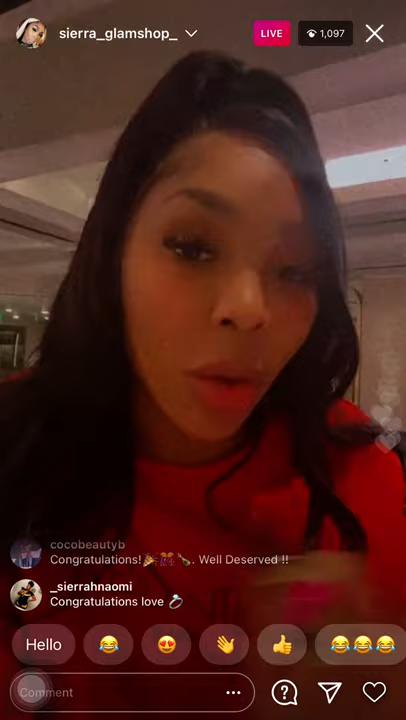 sierra_glamshop_
LIVE
1,097
cocobeautyb
Congratulations! 🎉🎊🍾. Well Deserved !!
_sierrahnaomi
Congratulations love 💍
Hello
Comment